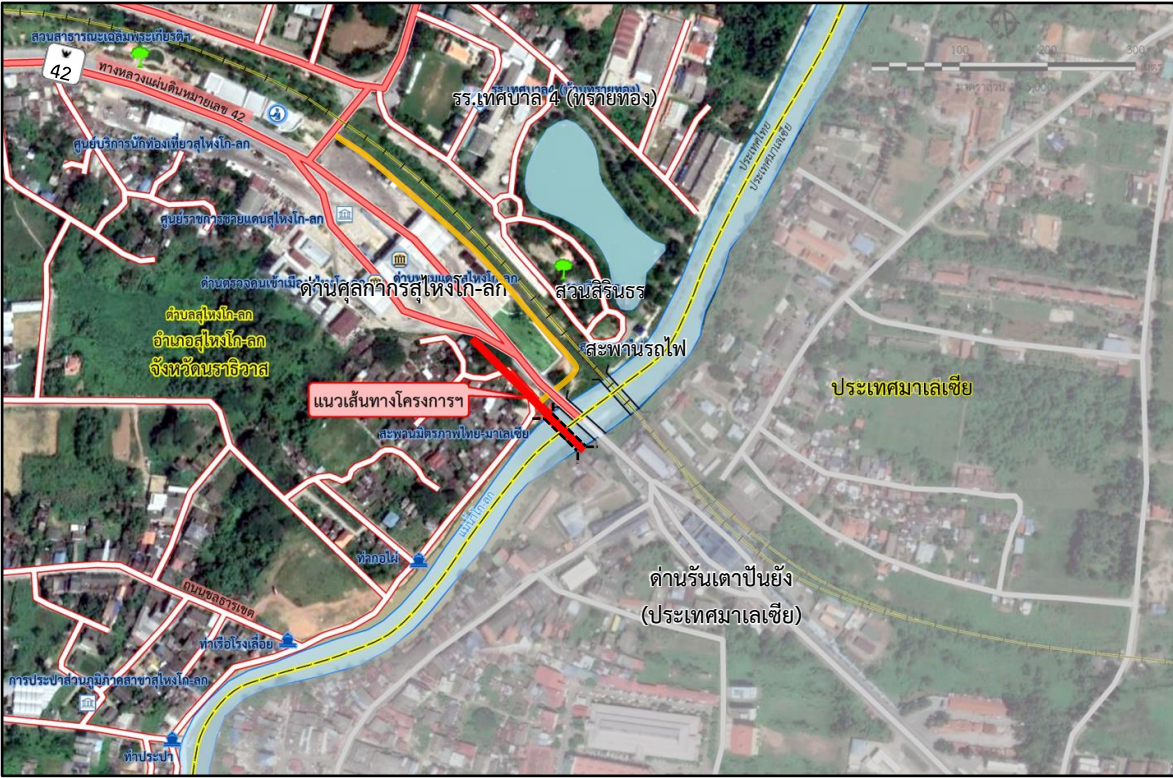 สวนสาธารณะเฉลิมพระเกียรติฯ
42
ทางหลวงแผ่นดินหมายเลข 42
รร.เทศบาล 4 (ทรายทอง)
ศูนย์บริการนักท่องเที่ยวสุไหงโก-ลก
ประเทศไทย
ประเทศมาเลเซีย
0 100 200 300
ศูนย์ราชการชายแดนสุไหงโก-ลก
ด่านศุลกากรสุไหงโก-ลก
สวนสิรินธร
ตำบลสุไหงโก-ลก
อำเภอสุไหงโก-ลก
จังหวัดนราธิวาส
สะพานรถไฟ
ประเทศมาเลเซีย
แนวเส้นทางโครงการฯ
สะพานมิตรภาพไทย-มาเลเซีย
แม่น้ำโก-ลก
ท่ากอไผ่
ด่านรันเตาปันยัง
(ประเทศมาเลเซีย)
ถนนชลธารเขต
ท่าเรือโรงเลื่อย
การประปาส่วนภูมิภาคสาขาสุไหงโก-ลก
ท่าประปา